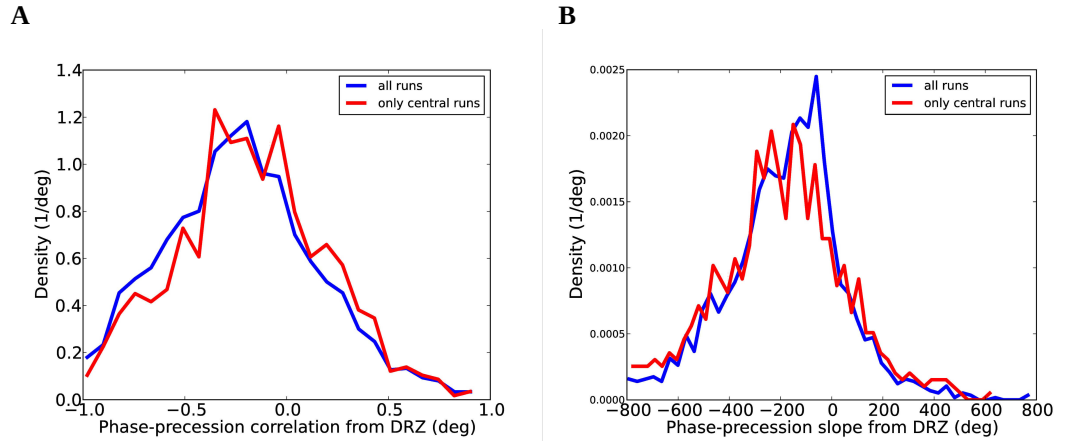 A
B
1.4
1.2
1.0
0.8
0.6
0.4
0.2
0.0
Density (1/deg)
all runs
only central runs
−1.0
−0.5
0.0
0.5
1.0
Phase-precession correlation from DRZ (deg)
0.0025
0.0020
0.0015
0.0010
0.0005
0.0000
Density (1/deg)
all runs
only central runs
−800
−600
−400
−200
0
200
400
600
800
Phase-precession slope from DRZ (deg)